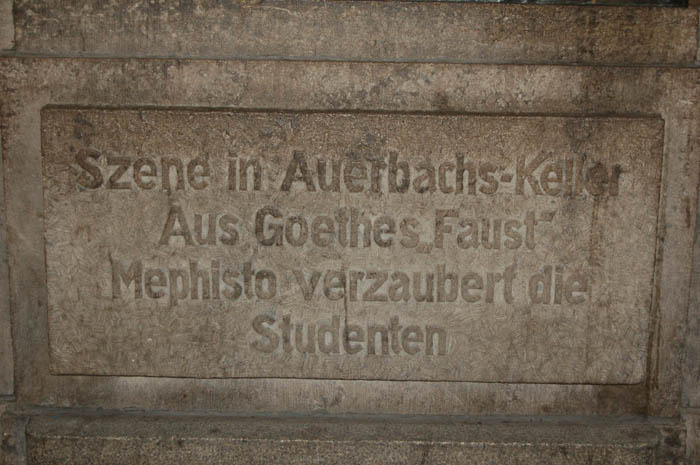 Szene in Auerbachs-Keller
Aus Goethes „Faust“
Mephisto verzaubert die
Studenten